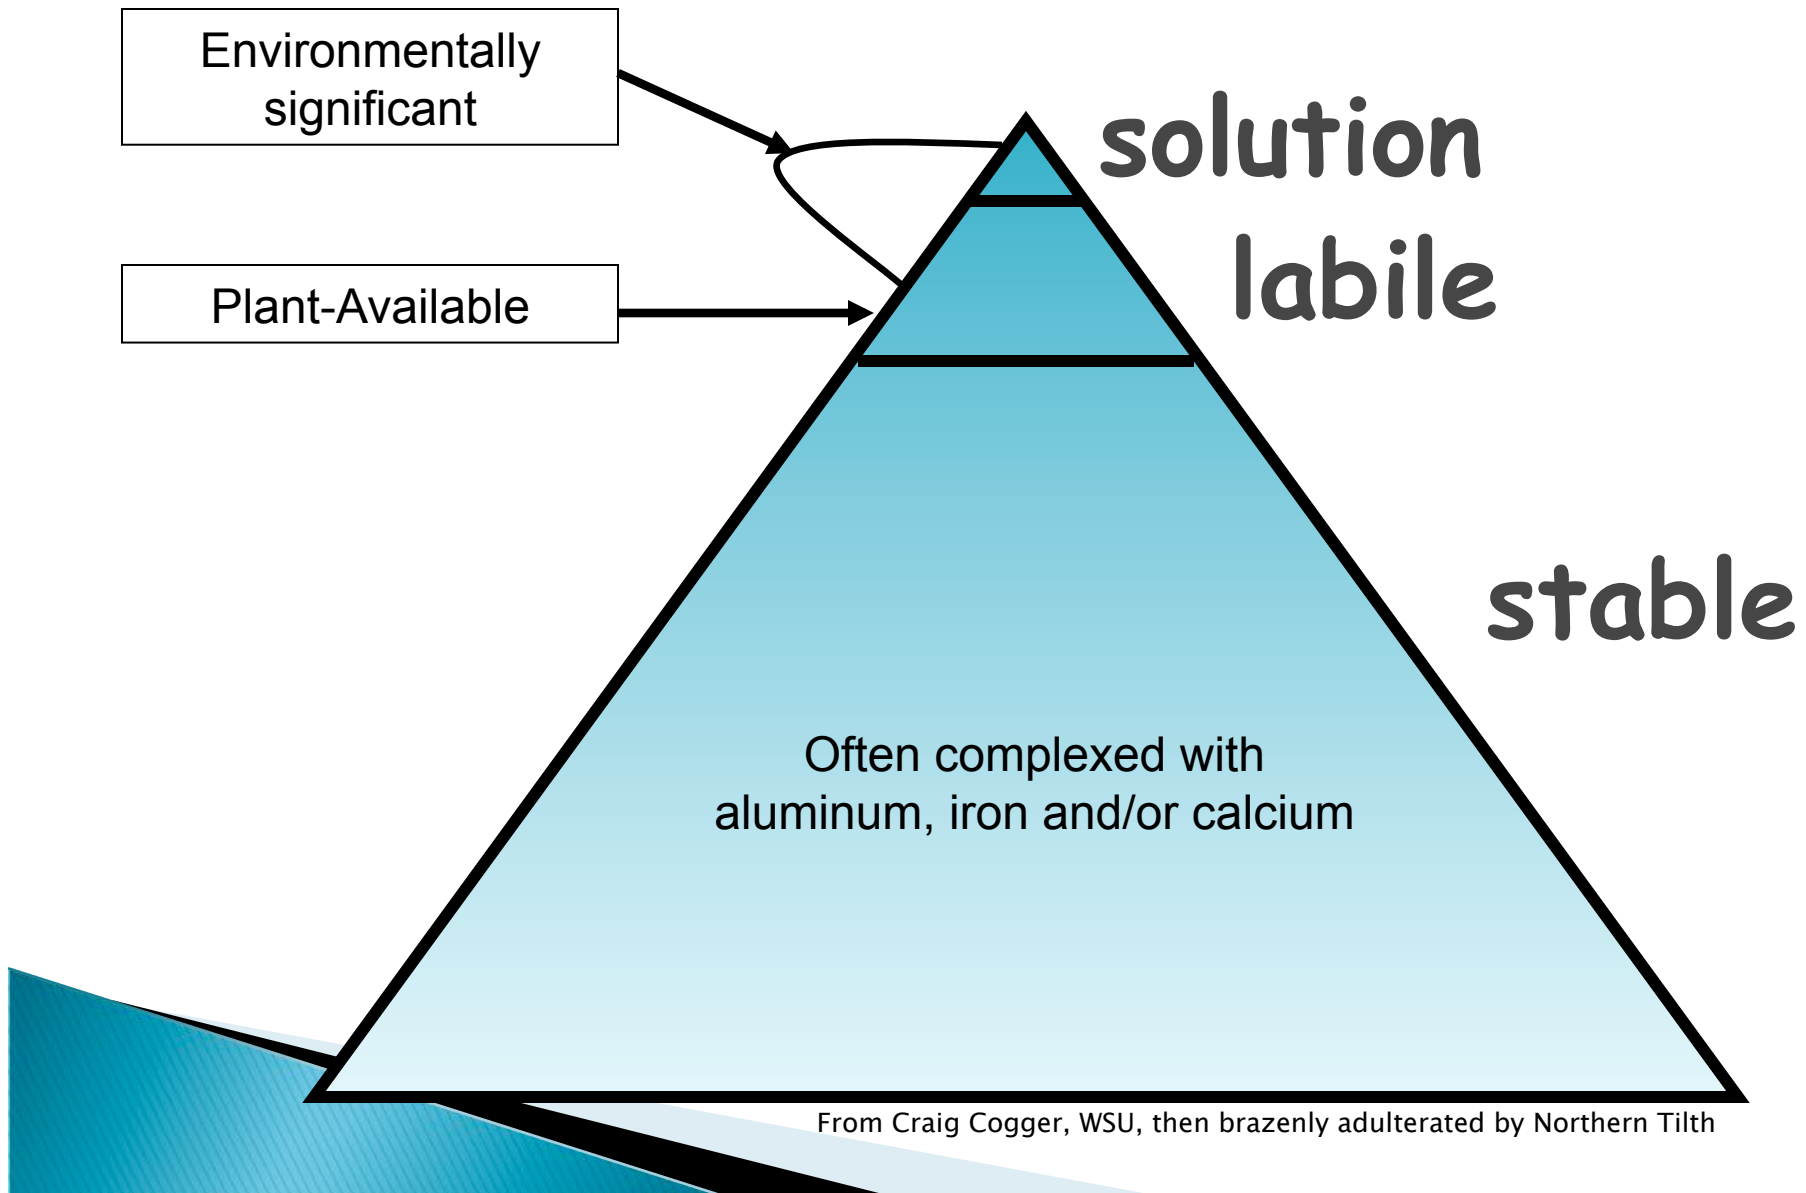 Environmentally
significant
solution
labile
Plant-Available
stable
Often complexed with
aluminum, iron and/or calcium
From Craig Cogger, WSU, then brazenly adulterated by Northern Tilth